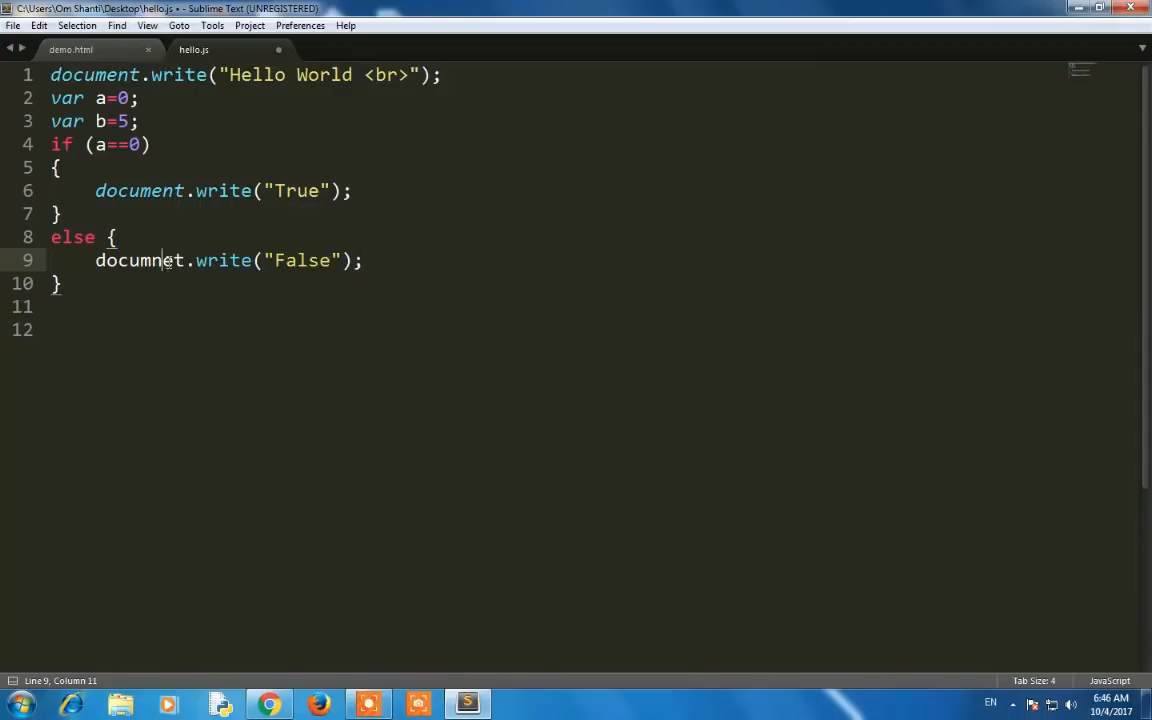 C:\Users\Om Shanti\Desktop\hello.js • - Sublime Text (UNREGISTERED)
File Edit Selection Find View Goto Tools Project Preferences Help
demo.html × hello.js
1 document.write("Hello World <br>");
2 var a=0;
3 var b=5;
4 if (a==0)
5 {
6 document.write("True");
7 }
8 else {
9 documnet.write("False");
10 }
11
12
Line 9, Column 11 Tab Size: 4 JavaScript
EN 6:46 AM
10/4/2017